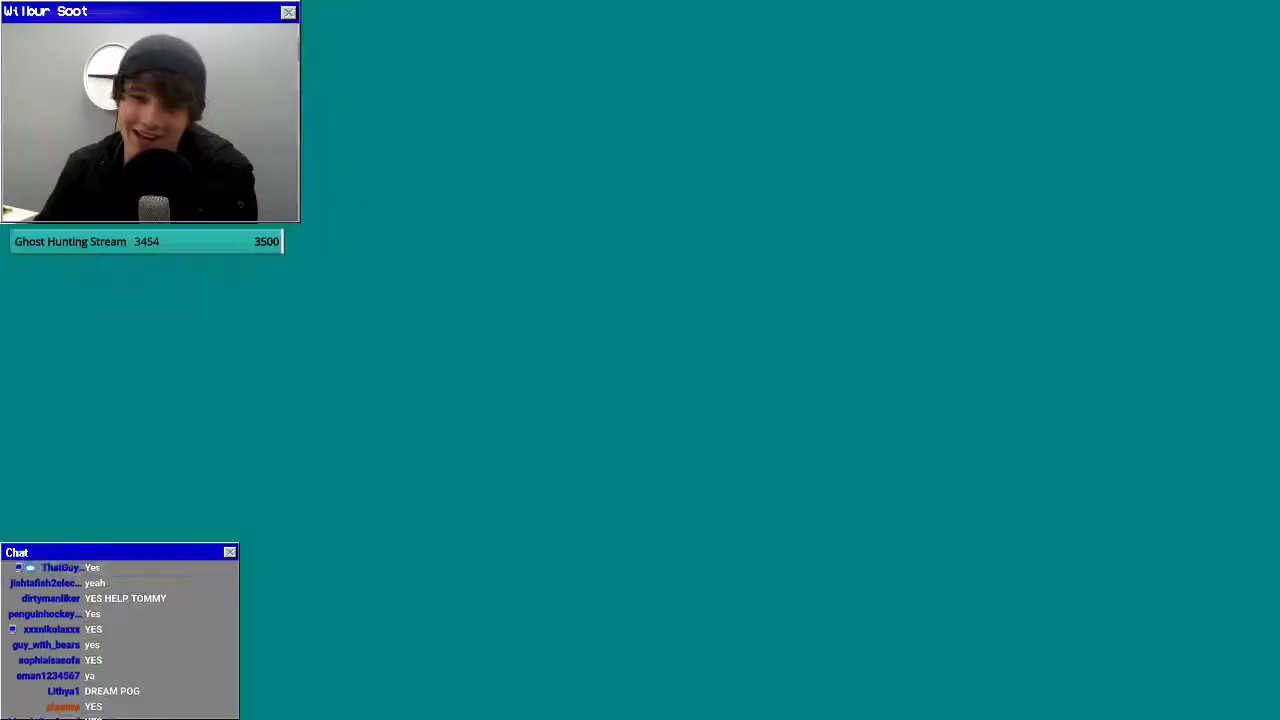 Wilbur Soot
Ghost Hunting Stream 3454 3500
Chat
ThatGuy... Yes
jishtafish2elec... yeah
dirtymanliker YES HELP TOMMY
penguinhockey... Yes
xxxnikolaxxx YES
guy_with_bears yes
sophiaisasofa YES
eman1234567 ya
Lithya1 DREAM POG
YES